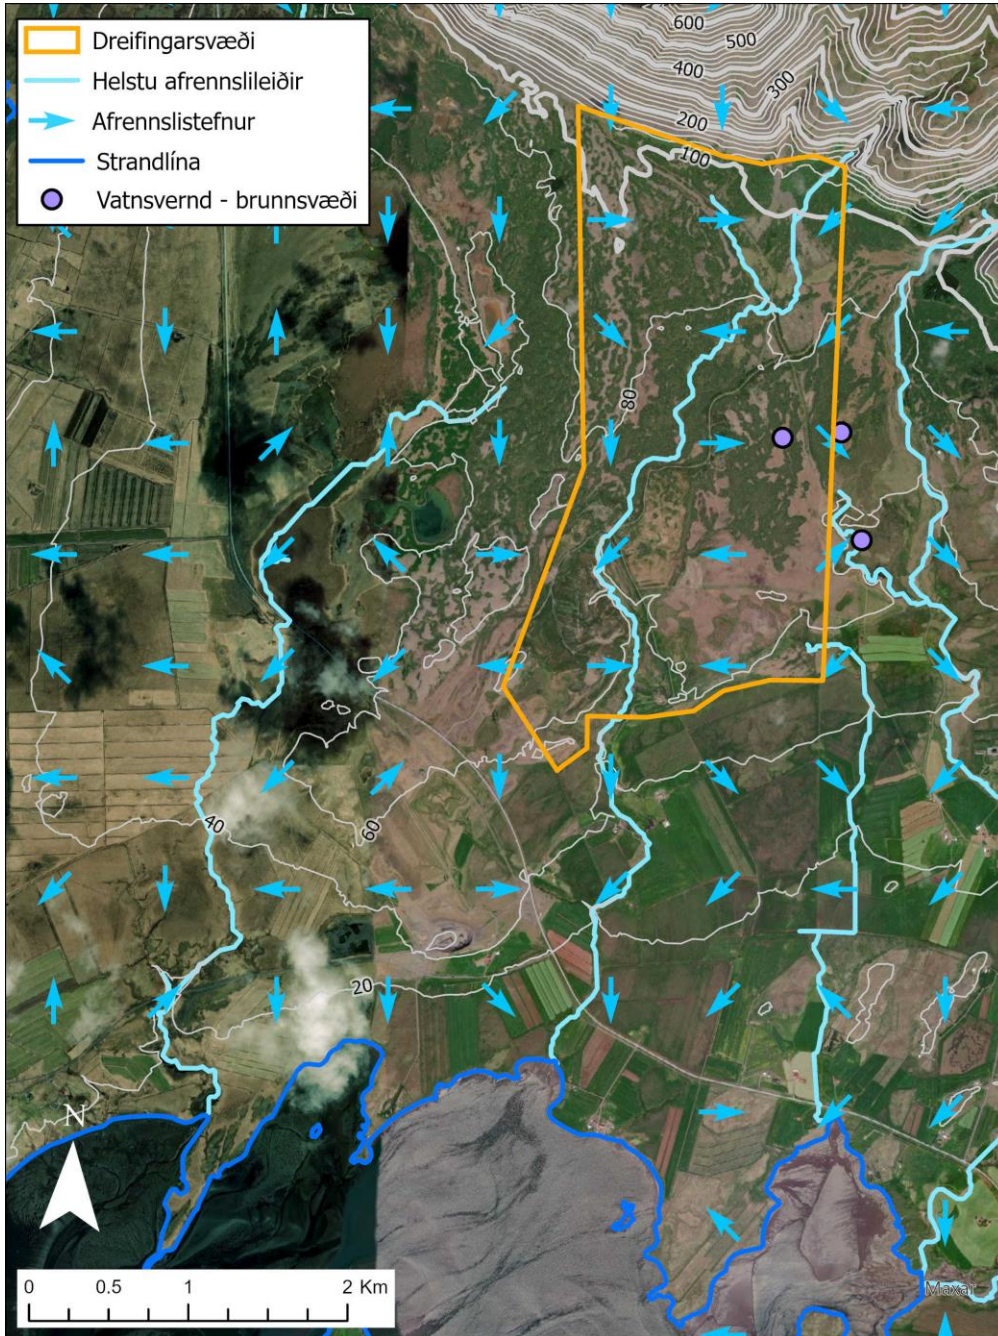 Dreifingarsvæði
Helstu afrennslileiðir
Afrennslistefnur
Strandlína
Vatnsvernd - brunnsvæði
600
500
400
300
200
100
80
60
40
20
N
0 0.5 1 2 Km
Maxar